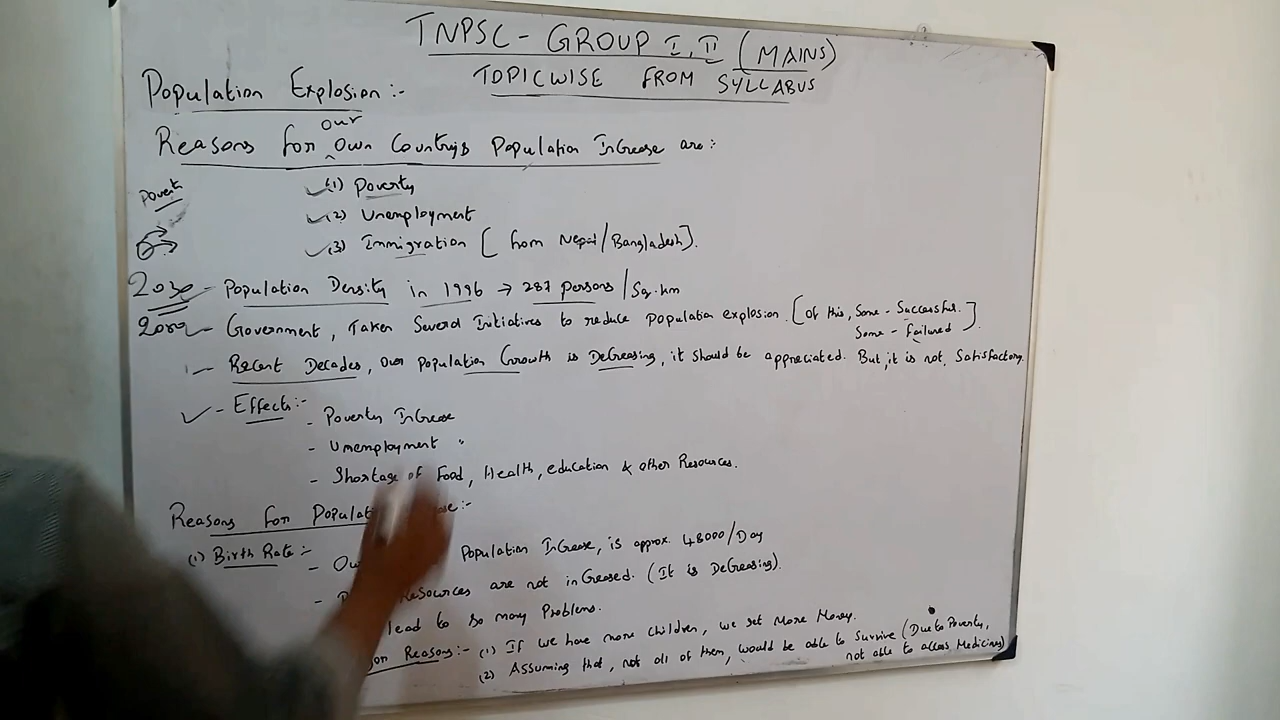 TNPSC - GROUP I, II (MAINS)
TOPICWISE FROM SYLLABUS
Population Explosion :-
Reasons for our Own Country's Population Increase are :
Poverty
(1) Poverty
(2) Unemployment
(3) Immigration [ from Nepal/Bangladesh].
2030 - Population Density in 1996 → 287 persons/Sq.km
- Government, Taken Several Initiatives to reduce population explosion. [Of this, Some - Successful.
Some - failured]
- Recent Decades, Our Population Growth is Decreasing, it should be appreciated. But, it is not Satisfactory.
- Effects :-
- Poverty Increase
- Unemployment "
- Shortage of Food, Health, education & other Resources.
Reasons for
(1) Birth Rate :-
- Population Increase, is approx. 48000/Day
- Resources are not increased. (It is Decreasing).
lead to so many Problems.
Reasons :- (1) If we have more children, we get More Money.
(2) Assuming that, not all of them, would be able to survive (Due to Poverty,
not able to access Medicines)